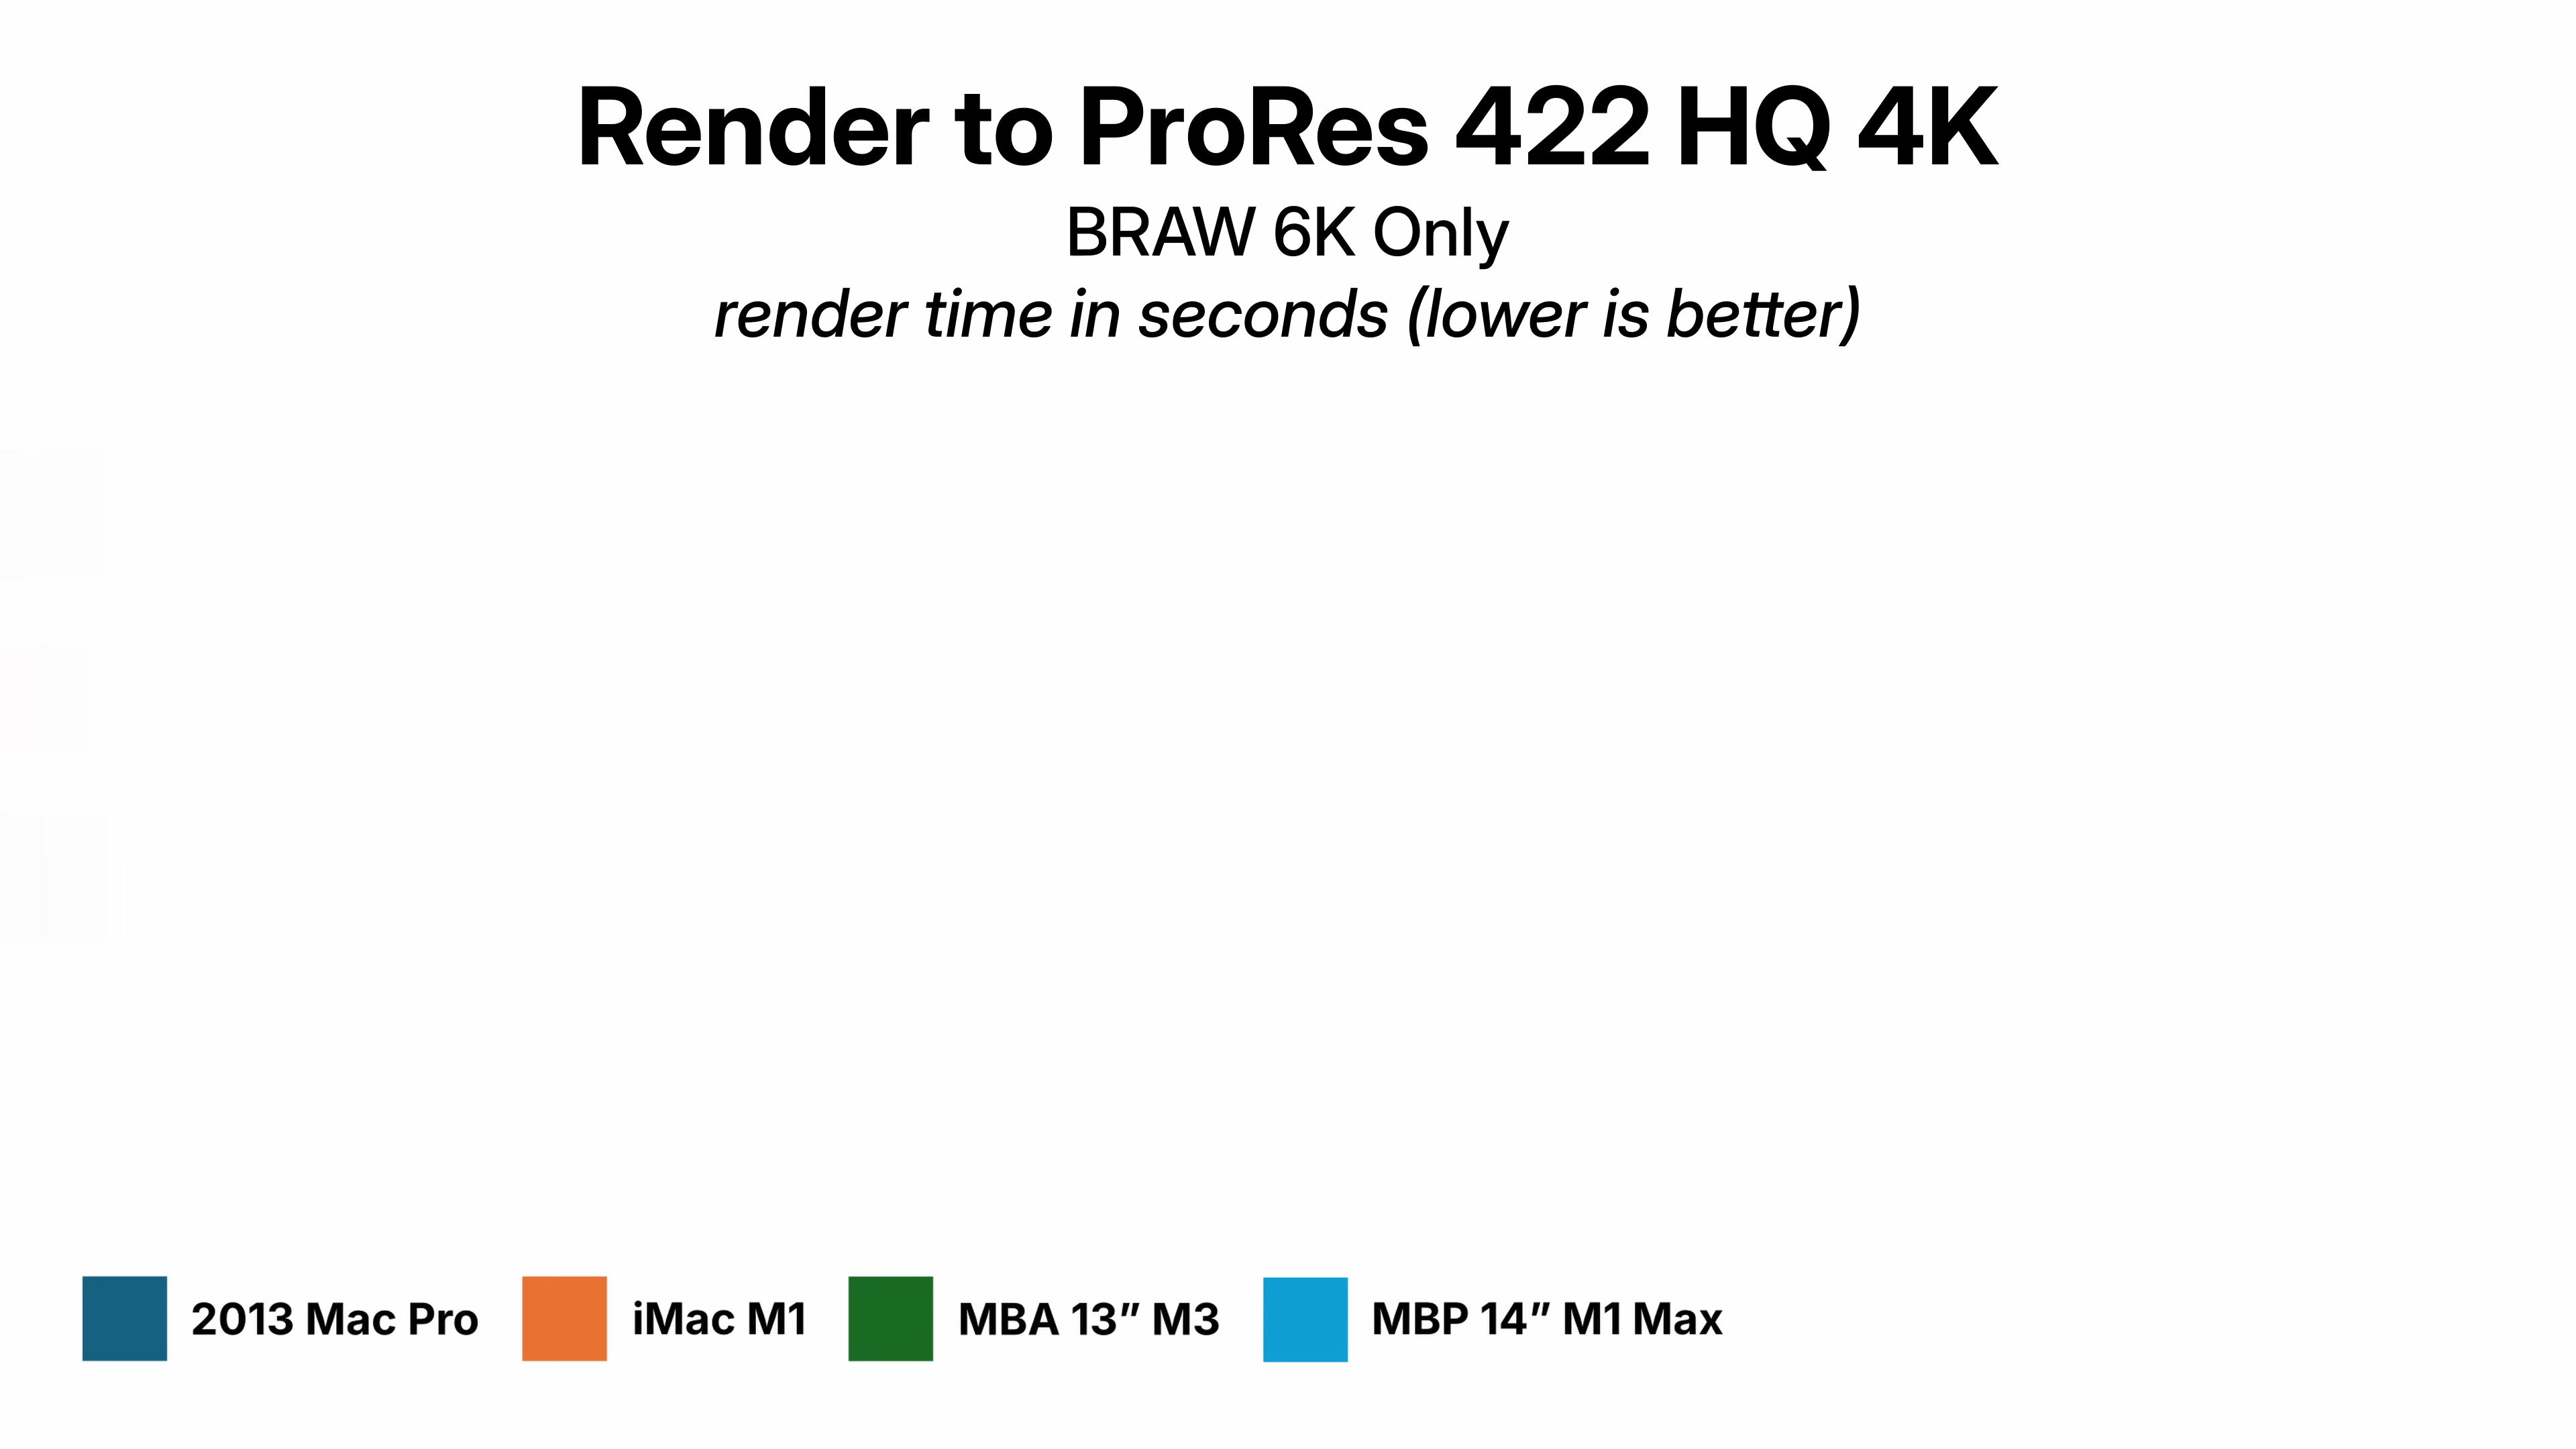 Render to ProRes 422 HQ 4K
BRAW 6K Only
render time in seconds (lower is better)
2013 Mac Pro
iMac M1
MBA 13” M3
MBP 14” M1 Max